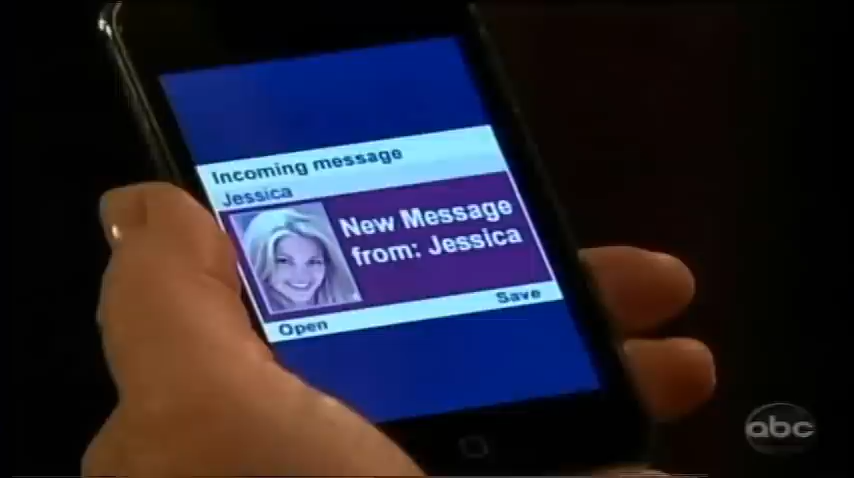 Incoming message
Jessica
New Message
from: Jessica
Open
Save
abc